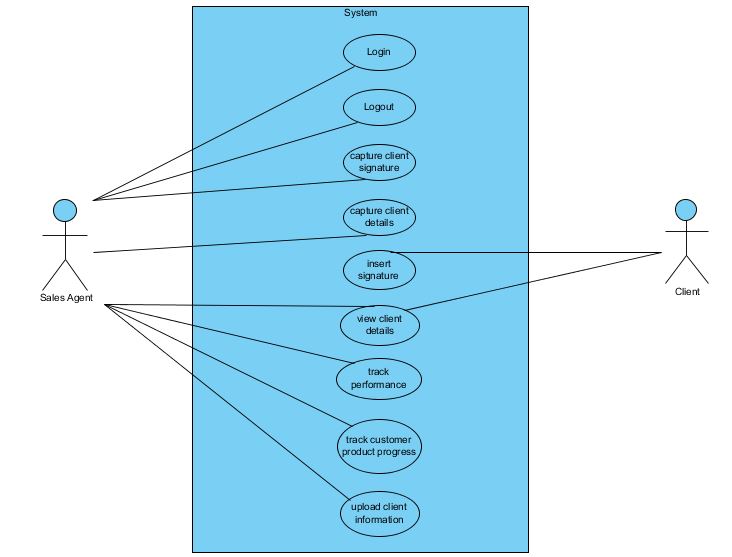 System
Login
Logout
capture client
signature
capture client
details
insert
signature
view client
details
track
performance
track customer
product progress
upload client
information
Sales Agent
Client